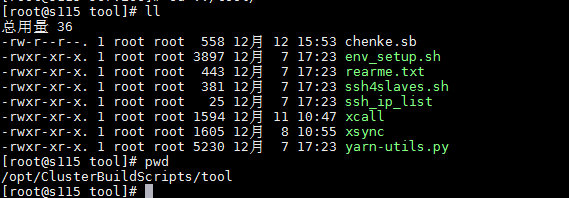 [root@s115 tool]# ll
总用量 36
-rw-r--r--. 1 root root  558 12月 12 15:53 chenke.sb
-rwxr-xr-x. 1 root root 3897 12月  7 17:23 env_setup.sh
-rwxr-xr-x. 1 root root  443 12月  7 17:23 rearme.txt
-rwxr-xr-x. 1 root root  381 12月  7 17:23 ssh4slaves.sh
-rwxr-xr-x. 1 root root   25 12月  7 17:23 ssh_ip_list
-rwxr-xr-x. 1 root root 1594 12月 11 10:47 xcall
-rwxr-xr-x. 1 root root 1605 12月  8 10:55 xsync
-rwxr-xr-x. 1 root root 5230 12月  7 17:23 yarn-utils.py
[root@s115 tool]# pwd
/opt/ClusterBuildScripts/tool
[root@s115 tool]#